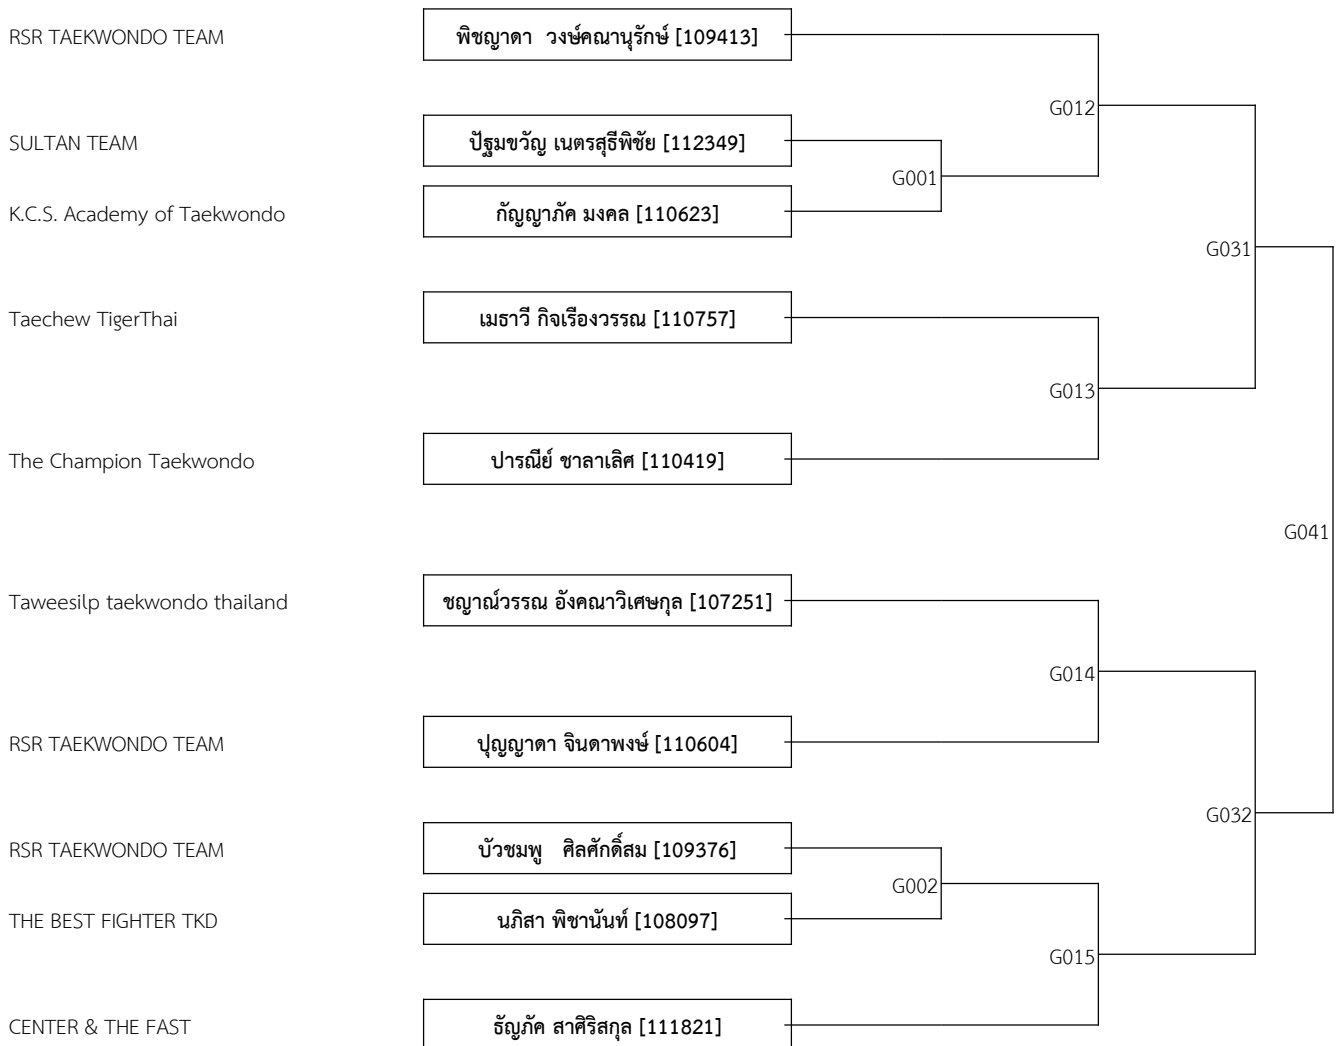 RSR TAEKWONDO TEAM
พิชญาดา  วงษ์คณานุรักษ์ [109413]
G012
SULTAN TEAM
ปัฐมขวัญ เนตรสุธีพิชัย [112349]
G001
K.C.S. Academy of Taekwondo
กัญญาภัค มงคล [110623]
G031
Taechew TigerThai
เมธาวี กิจเรืองวรรณ [110757]
G013
The Champion Taekwondo
ปารณีย์ ชาลาเลิศ [110419]
G041
Taweesilp taekwondo thailand
ชญาณ์วรรณ อังคณาวิเศษกุล [107251]
G014
RSR TAEKWONDO TEAM
ปุญญาดา จินดาพงษ์ [110604]
G032
RSR TAEKWONDO TEAM
บัวชมพู   ศิลศักดิ์สม [109376]
G002
THE BEST FIGHTER TKD
นภิสา พิชานันท์ [108097]
G015
CENTER & THE FAST
ธัญภัค สาศิริสกุล [111821]